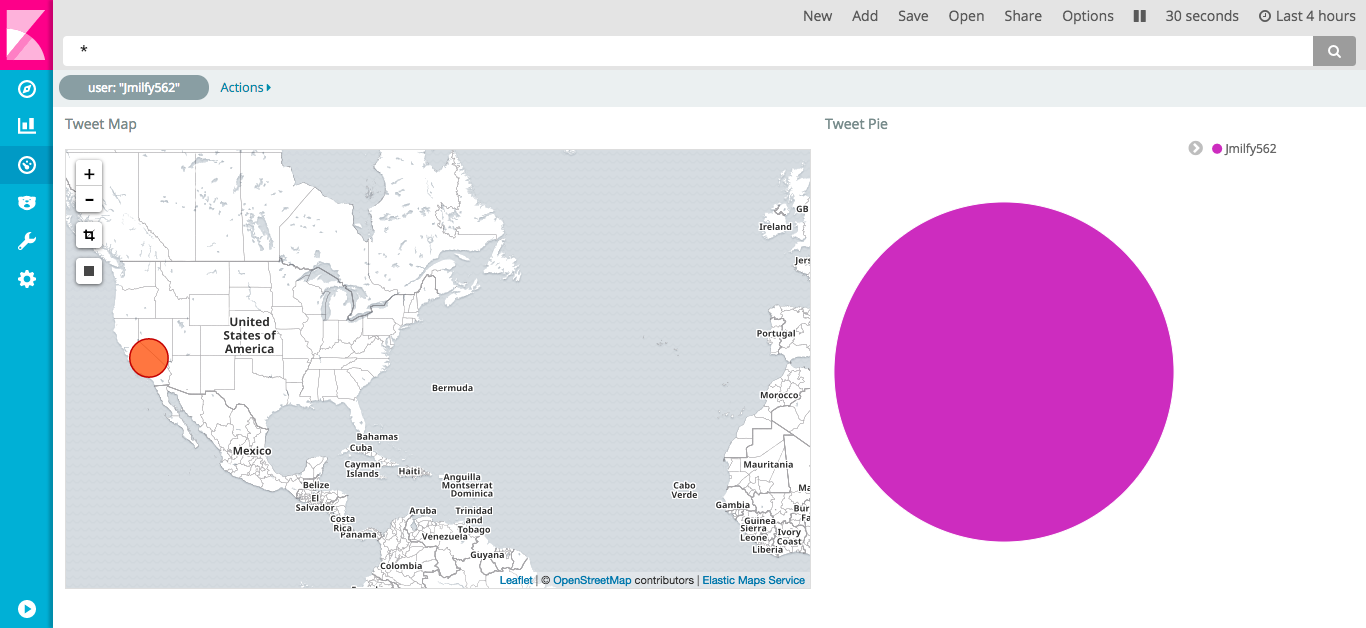 New Add Save Open Share Options 30 seconds Last 4 hours
*
user: "Jmilfy562" Actions
Tweet Map
+
-
United
States of
America
Bermuda
Mexico
Bahamas
Cuba
Cayman
Islands
Haiti
Anguilla
Montserrat
Dominica
Belize
El
Salvador
Costa
Rica
Panama
Aruba
Trinidad
and
Tobago
Venezuela
Guyana
Colombia
GB
Ireland
Jers
Portugal
Morocco
Mauritania
Cabo
Verde
Ma
Gambia
Bur
Fa
Guinea
Sierra
Leone
Ivory
Coast
Liberia
Leaflet | © OpenStreetMap contributors | Elastic Maps Service
Tweet Pie
Jmilfy562